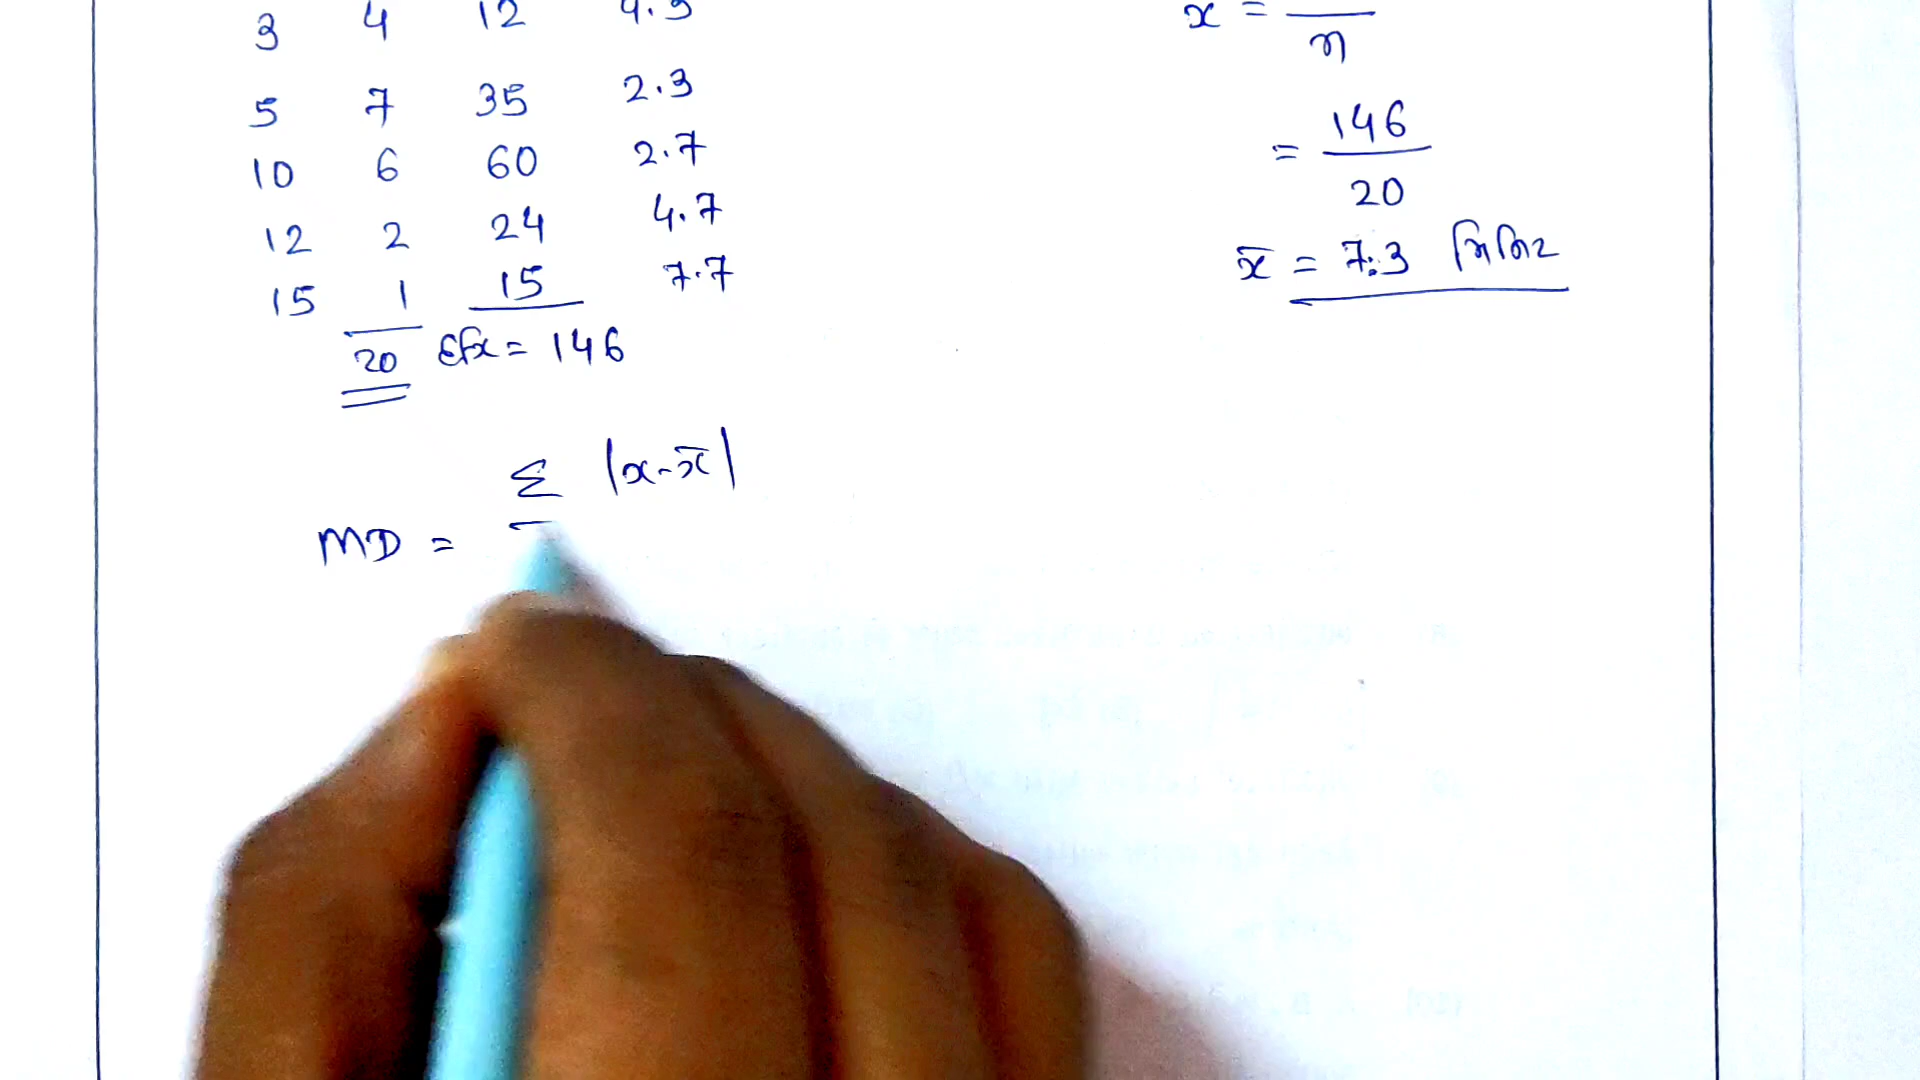 3 4 12 4.3
x = ― n
5 7 35 2.3
= 146 / 20
10 6 60 2.7
12 2 24 4.7
x̄ = 7.3
15 1 15 7.7
20 Σfx = 146
MD = Σ |x-x̄|